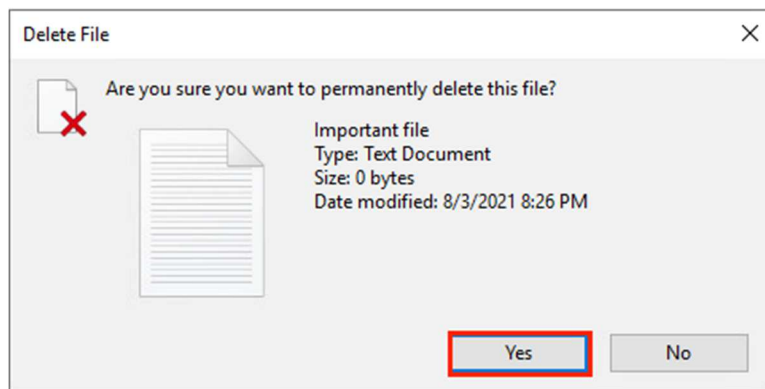 Delete File
Are you sure you want to permanently delete this file?
Important file
Type: Text Document
Size: 0 bytes
Date modified: 8/3/2021 8:26 PM
Yes
No